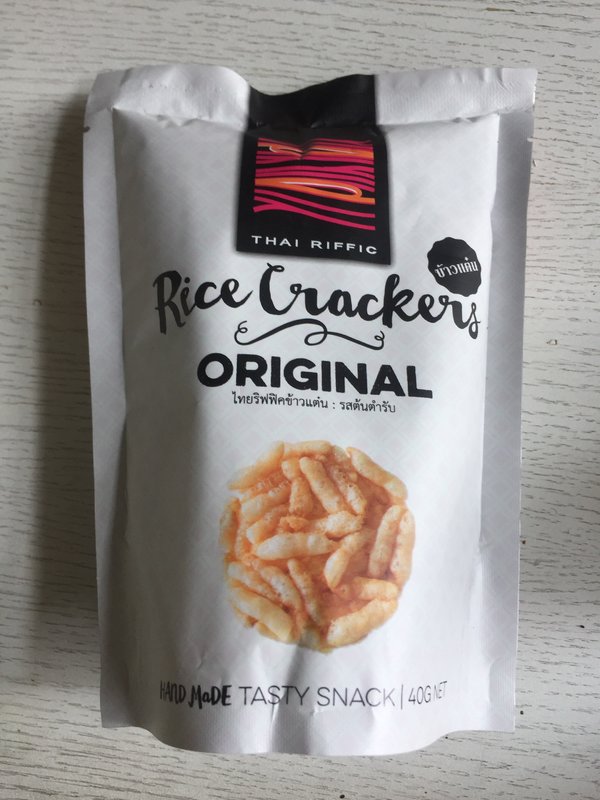 THAI RIFFIC
ข้าวแต๋น
Rice Crackers
ORIGINAL
ไทยริฟฟิคข้าวแต๋น : รสต้นตำรับ
HAND MaDE TASTY SNACK | 40G NET